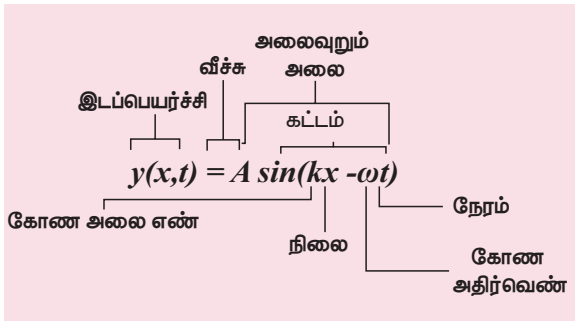 அலைவுறும்
அலை
வீச்சு
இடப்பெயர்ச்சி
கட்டம்
y(x,t) = A sin(kx -ωt)
கோண அலை எண்
நேரம்
நிலை
கோண
அதிர்வெண்